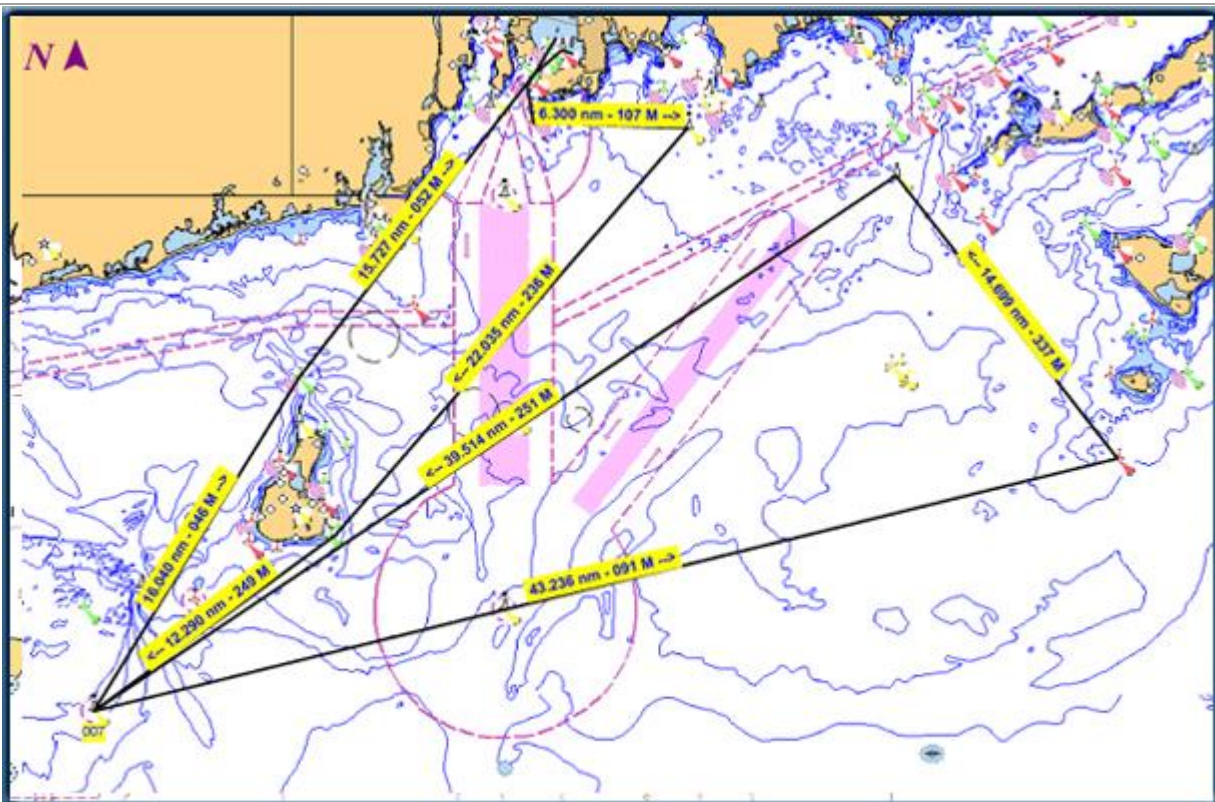 N
6.300 nm - 107 M -->
15.727 nm - 052 M -->
<-- 14.699 nm - 337 M
<-- 22.035 nm - 236 M
<-- 39.514 nm - 251 M
16.040 nm - 046 M -->
43.236 nm - 091 M -->
<-- 12.290 nm - 249 M
007